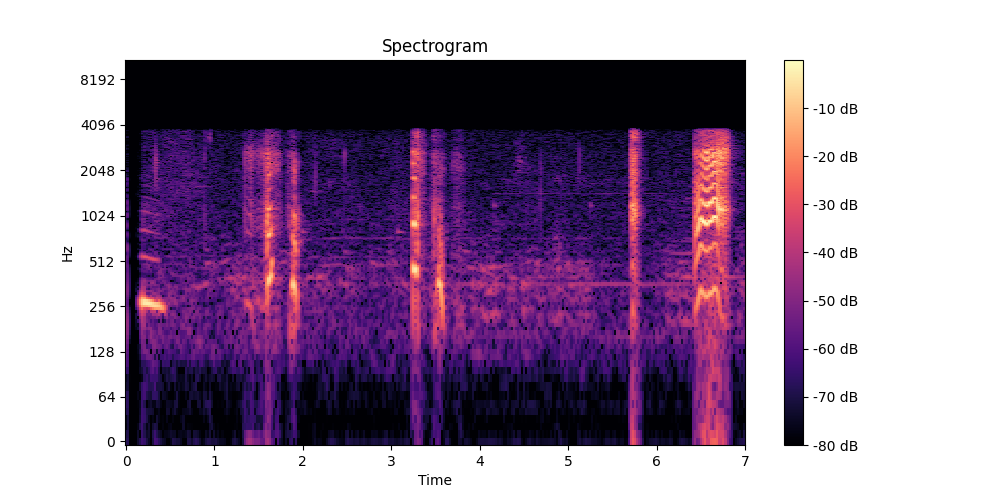 Spectrogram
8192
4096
2048
1024
512
256
128
64
0
Hz
0 1 2 3 4 5 6 7
Time
-10 dB
-20 dB
-30 dB
-40 dB
-50 dB
-60 dB
-70 dB
-80 dB